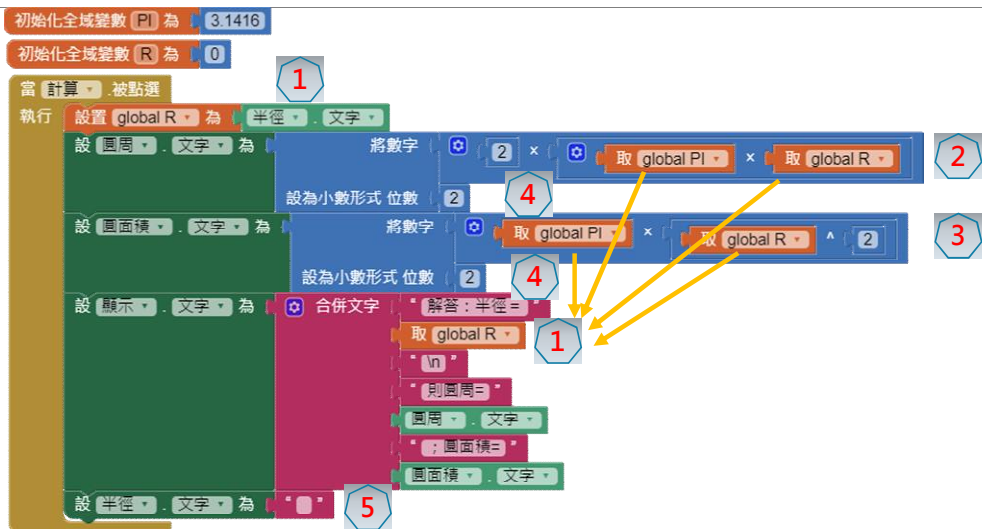 初始化全域變數 PI 為 3.1416
初始化全域變數 R 為 0
當 計算 .被點選
1
執行 設置 global R 為 半徑 . 文字
設 圓周 . 文字 為 將數字 2 × 取 global PI × 取 global R
2
設為小數形式 位數 2
4
設 圓面積 . 文字 為 將數字 取 global PI × 取 global R ^ 2
3
設為小數形式 位數 2
4
設 顯示 . 文字 為 合併文字 " 解答：半徑= "
取 global R
1
" \n "
" 則圓周= "
圓周 . 文字
" ；圓面積= "
圓面積 . 文字
設 半徑 . 文字 為 " "
5